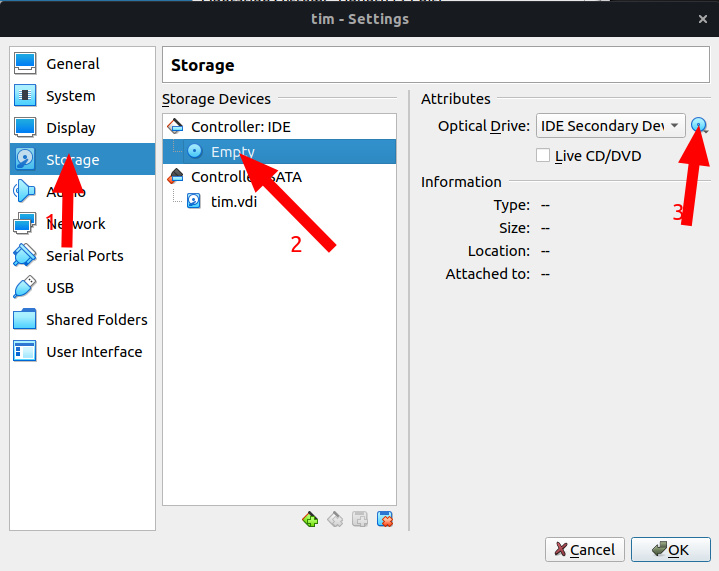 tim - Settings
General
System
Display
Storage
Audio
Network
Serial Ports
USB
Shared Folders
User Interface
1
Storage
Storage Devices
Controller: IDE
Empty
Controller: SATA
tim.vdi
2
Attributes
Optical Drive: IDE Secondary Dev
Live CD/DVD
3
Information
Type: --
Size: --
Location: --
Attached to: --
Cancel
OK